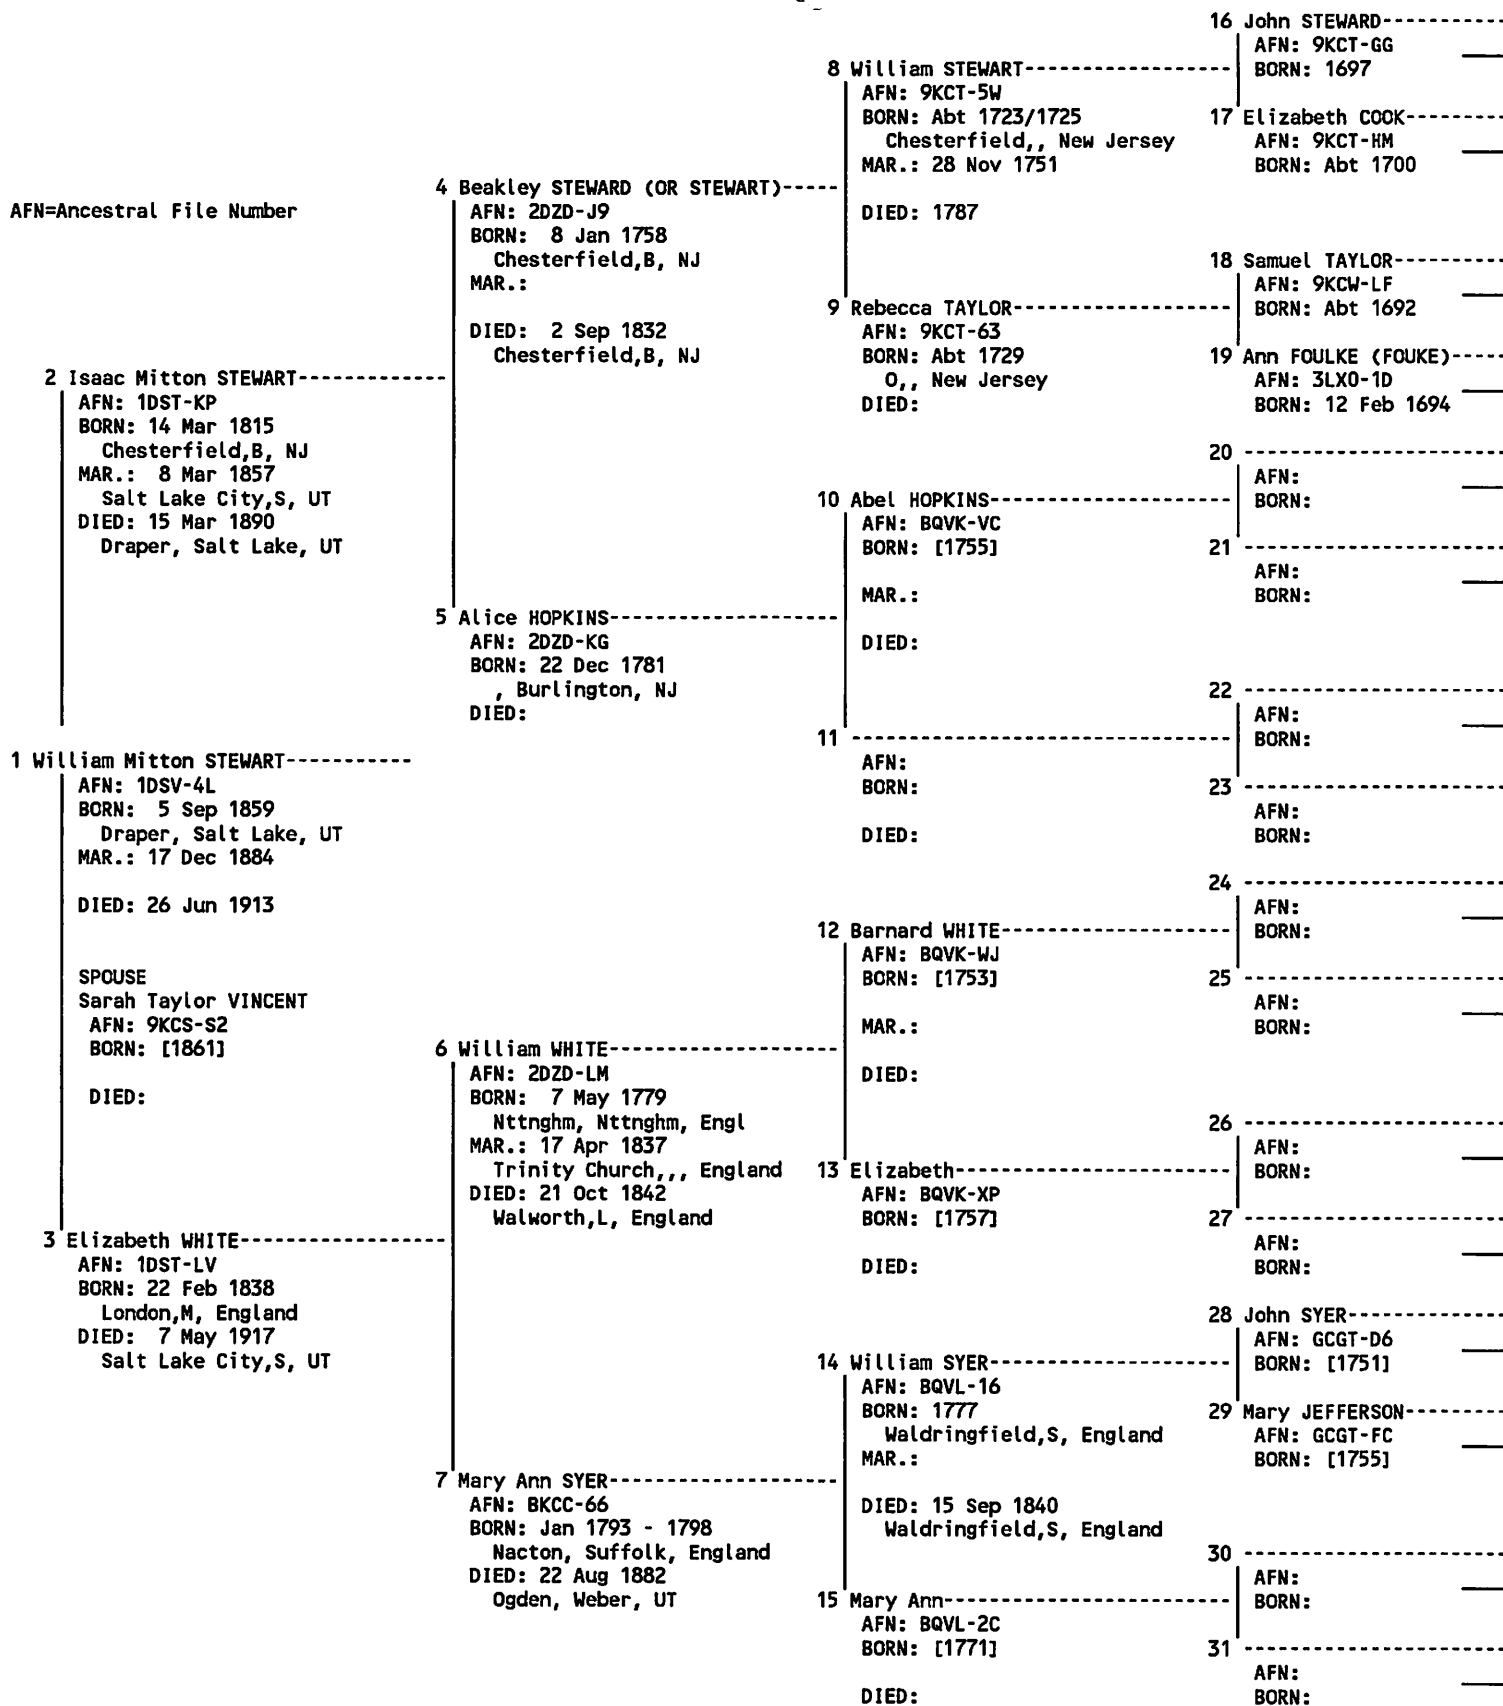 AFN=Ancestral File Number
1 William Mitton STEWART-----------
AFN: 1DSV-4L
BORN:  5 Sep 1859
Draper, Salt Lake, UT
MAR.: 17 Dec 1884
DIED: 26 Jun 1913
SPOUSE
Sarah Taylor VINCENT
AFN: 9KCS-S2
BORN: [1861]
DIED:
2 Isaac Mitton STEWART-------------
AFN: 1DST-KP
BORN: 14 Mar 1815
Chesterfield,B, NJ
MAR.:  8 Mar 1857
Salt Lake City,S, UT
DIED: 15 Mar 1890
Draper, Salt Lake, UT
3 Elizabeth WHITE------------------
AFN: 1DST-LV
BORN: 22 Feb 1838
London,M, England
DIED:  7 May 1917
Salt Lake City,S, UT
4 Beakley STEWARD (OR STEWART)-----
AFN: 2DZD-J9
BORN:  8 Jan 1758
Chesterfield,B, NJ
MAR.:
DIED:  2 Sep 1832
Chesterfield,B, NJ
5 Alice HOPKINS--------------------
AFN: 2DZD-KG
BORN: 22 Dec 1781
, Burlington, NJ
DIED:
6 William WHITE--------------------
AFN: 2DZD-LM
BORN:  7 May 1779
Nttnghm, Nttnghm, Engl
MAR.: 17 Apr 1837
Trinity Church,,, England
DIED: 21 Oct 1842
Walworth,L, England
7 Mary Ann SYER--------------------
AFN: BKCC-66
BORN: Jan 1793 - 1798
Nacton, Suffolk, England
DIED: 22 Aug 1882
Ogden, Weber, UT
8 William STEWART------------------
AFN: 9KCT-5W
BORN: Abt 1723/1725
Chesterfield,, New Jersey
MAR.: 28 Nov 1751
DIED: 1787
9 Rebecca TAYLOR-------------------
AFN: 9KCT-63
BORN: Abt 1729
O,, New Jersey
DIED:
10 Abel HOPKINS---------------------
AFN: BQVK-VC
BORN: [1755]
MAR.:
DIED:
11 ---------------------------------
AFN:
BORN:
DIED:
12 Barnard WHITE--------------------
AFN: BQVK-WJ
BORN: [1753]
MAR.:
DIED:
13 Elizabeth------------------------
AFN: BQVK-XP
BORN: [1757]
DIED:
14 William SYER---------------------
AFN: BQVL-16
BORN: 1777
Waldringfield,S, England
MAR.:
DIED: 15 Sep 1840
Waldringfield,S, England
15 Mary Ann-------------------------
AFN: BQVL-2C
BORN: [1771]
DIED:
16 John STEWARD----------
AFN: 9KCT-GG
BORN: 1697
17 Elizabeth COOK--------
AFN: 9KCT-HM
BORN: Abt 1700
18 Samuel TAYLOR---------
AFN: 9KCW-LF
BORN: Abt 1692
19 Ann FOULKE (FOUKE)----
AFN: 3LX0-1D
BORN: 12 Feb 1694
20 ----------------------
AFN:
BORN:
21 ----------------------
AFN:
BORN:
22 ----------------------
AFN:
BORN:
23 ----------------------
AFN:
BORN:
24 ----------------------
AFN:
BORN:
25 ----------------------
AFN:
BORN:
26 ----------------------
AFN:
BORN:
27 ----------------------
AFN:
BORN:
28 John SYER-------------
AFN: GCGT-D6
BORN: [1751]
29 Mary JEFFERSON--------
AFN: GCGT-FC
BORN: [1755]
30 ----------------------
AFN:
BORN:
31 ----------------------
AFN:
BORN: